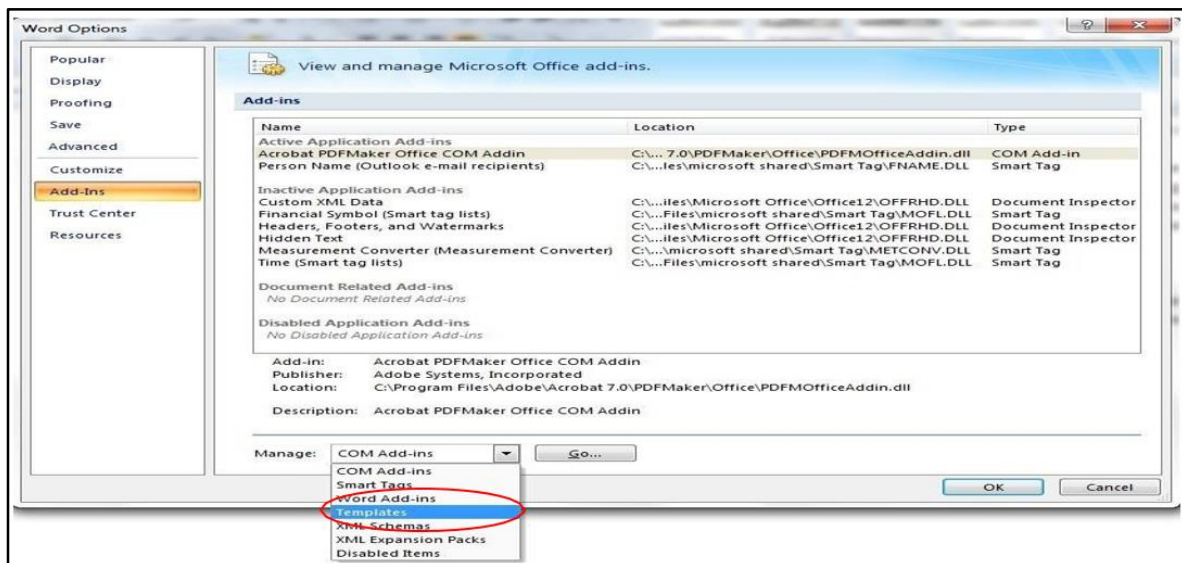 Word Options
Popular
Display
Proofing
Save
Advanced
Customize
Add-Ins
Trust Center
Resources
View and manage Microsoft Office add-ins.
Add-ins
Name Location Type
Active Application Add-ins
Acrobat PDFMaker Office COM Addin C:\... 7.0\PDFMaker\Office\PDFMOfficeAddin.dll COM Add-in
Person Name (Outlook e-mail recipients) C:\...les\microsoft shared\Smart Tag\FNAME.DLL Smart Tag
Inactive Application Add-ins
Custom XML Data C:\...iles\Microsoft Office\Office12\OFFRHD.DLL Document Inspector
Financial Symbol (Smart tag lists) C:\...Files\microsoft shared\Smart Tag\MOFL.DLL Smart Tag
Headers, Footers, and Watermarks C:\...iles\Microsoft Office\Office12\OFFRHD.DLL Document Inspector
Hidden Text C:\...iles\Microsoft Office\Office12\OFFRHD.DLL Document Inspector
Measurement Converter (Measurement Converter) C:\...\microsoft shared\Smart Tag\METCONV.DLL Smart Tag
Time (Smart tag lists) C:\...Files\microsoft shared\Smart Tag\MOFL.DLL Smart Tag
Document Related Add-ins
No Document Related Add-ins
Disabled Application Add-ins
No Disabled Application Add-ins
Add-in: Acrobat PDFMaker Office COM Addin
Publisher: Adobe Systems, Incorporated
Location: C:\Program Files\Adobe\Acrobat 7.0\PDFMaker\Office\PDFMOfficeAddin.dll
Description: Acrobat PDFMaker Office COM Addin
Manage: COM Add-ins Go...
COM Add-ins
Smart Tags
Word Add-ins
Templates
XML Schemas
XML Expansion Packs
Disabled Items
OK Cancel